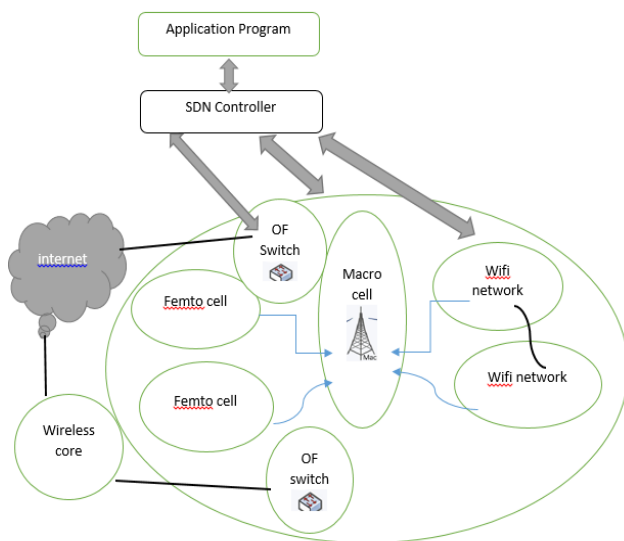 Application Program
SDN Controller
OF
Switch
internet
Macro
cell
Mac
Wifi
network
Femto cell
Wifi network
Femto cell
Wireless
core
OF
switch